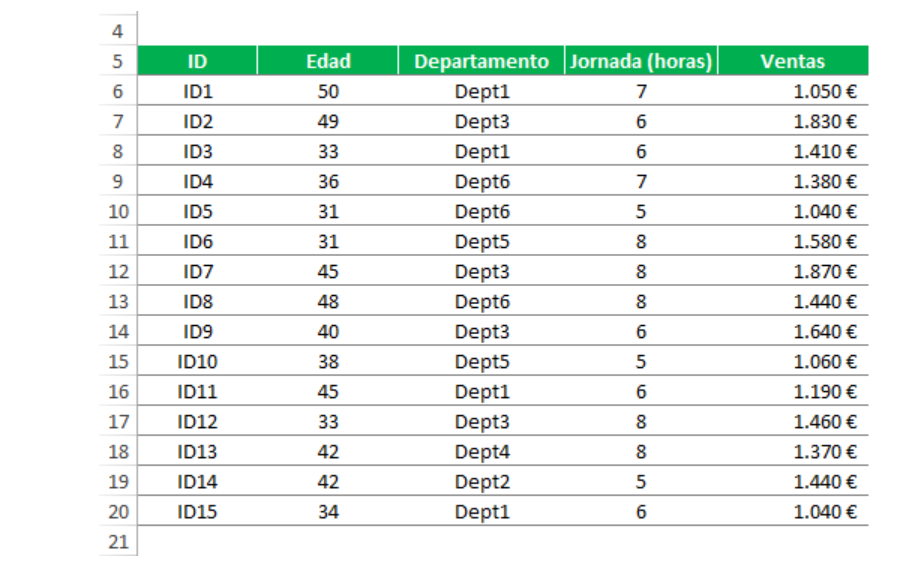 4
5 ID Edad Departamento Jornada (horas) Ventas
6 ID1 50 Dept1 7 1.050 €
7 ID2 49 Dept3 6 1.830 €
8 ID3 33 Dept1 6 1.410 €
9 ID4 36 Dept6 7 1.380 €
10 ID5 31 Dept6 5 1.040 €
11 ID6 31 Dept5 8 1.580 €
12 ID7 45 Dept3 8 1.870 €
13 ID8 48 Dept6 8 1.440 €
14 ID9 40 Dept3 6 1.640 €
15 ID10 38 Dept5 5 1.060 €
16 ID11 45 Dept1 6 1.190 €
17 ID12 33 Dept3 8 1.460 €
18 ID13 42 Dept4 8 1.370 €
19 ID14 42 Dept2 5 1.440 €
20 ID15 34 Dept1 6 1.040 €
21